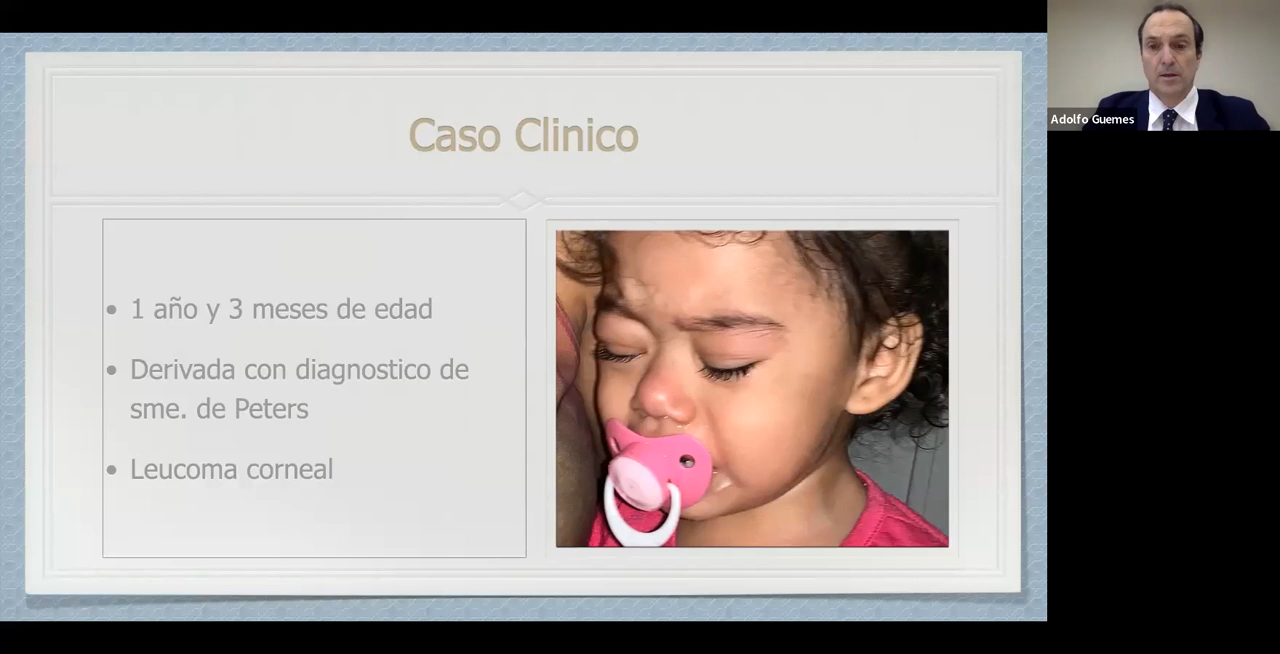 Caso Clinico
• 1 año y 3 meses de edad
• Derivada con diagnostico de
sme. de Peters
• Leucoma corneal
Adolfo Guemes